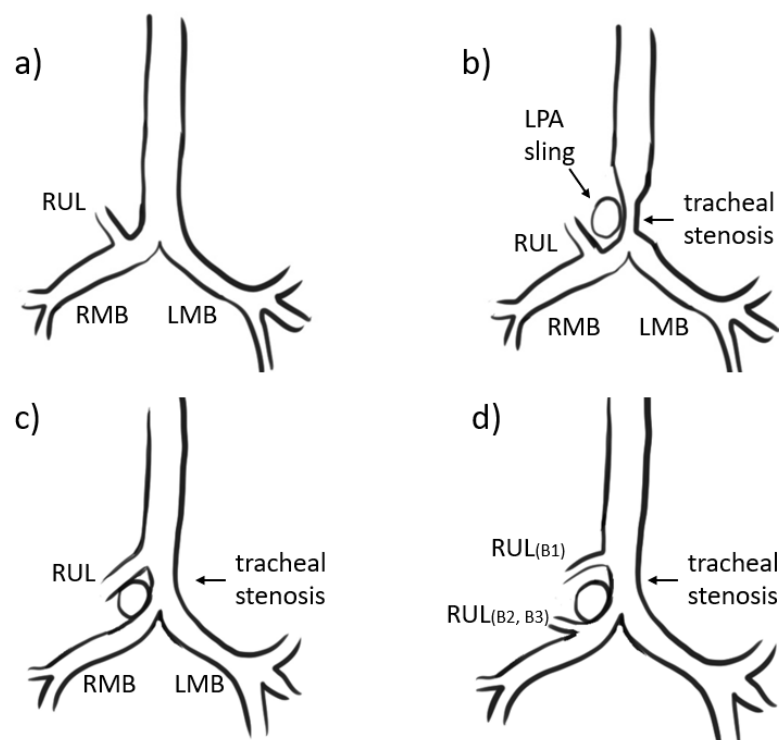 a)
RUL
RMB LMB
b)
LPA
sling
tracheal
stenosis
RUL
RMB LMB
c)
RUL
tracheal
stenosis
RMB LMB
d)
RUL(B1)
tracheal
stenosis
RUL(B2, B3)